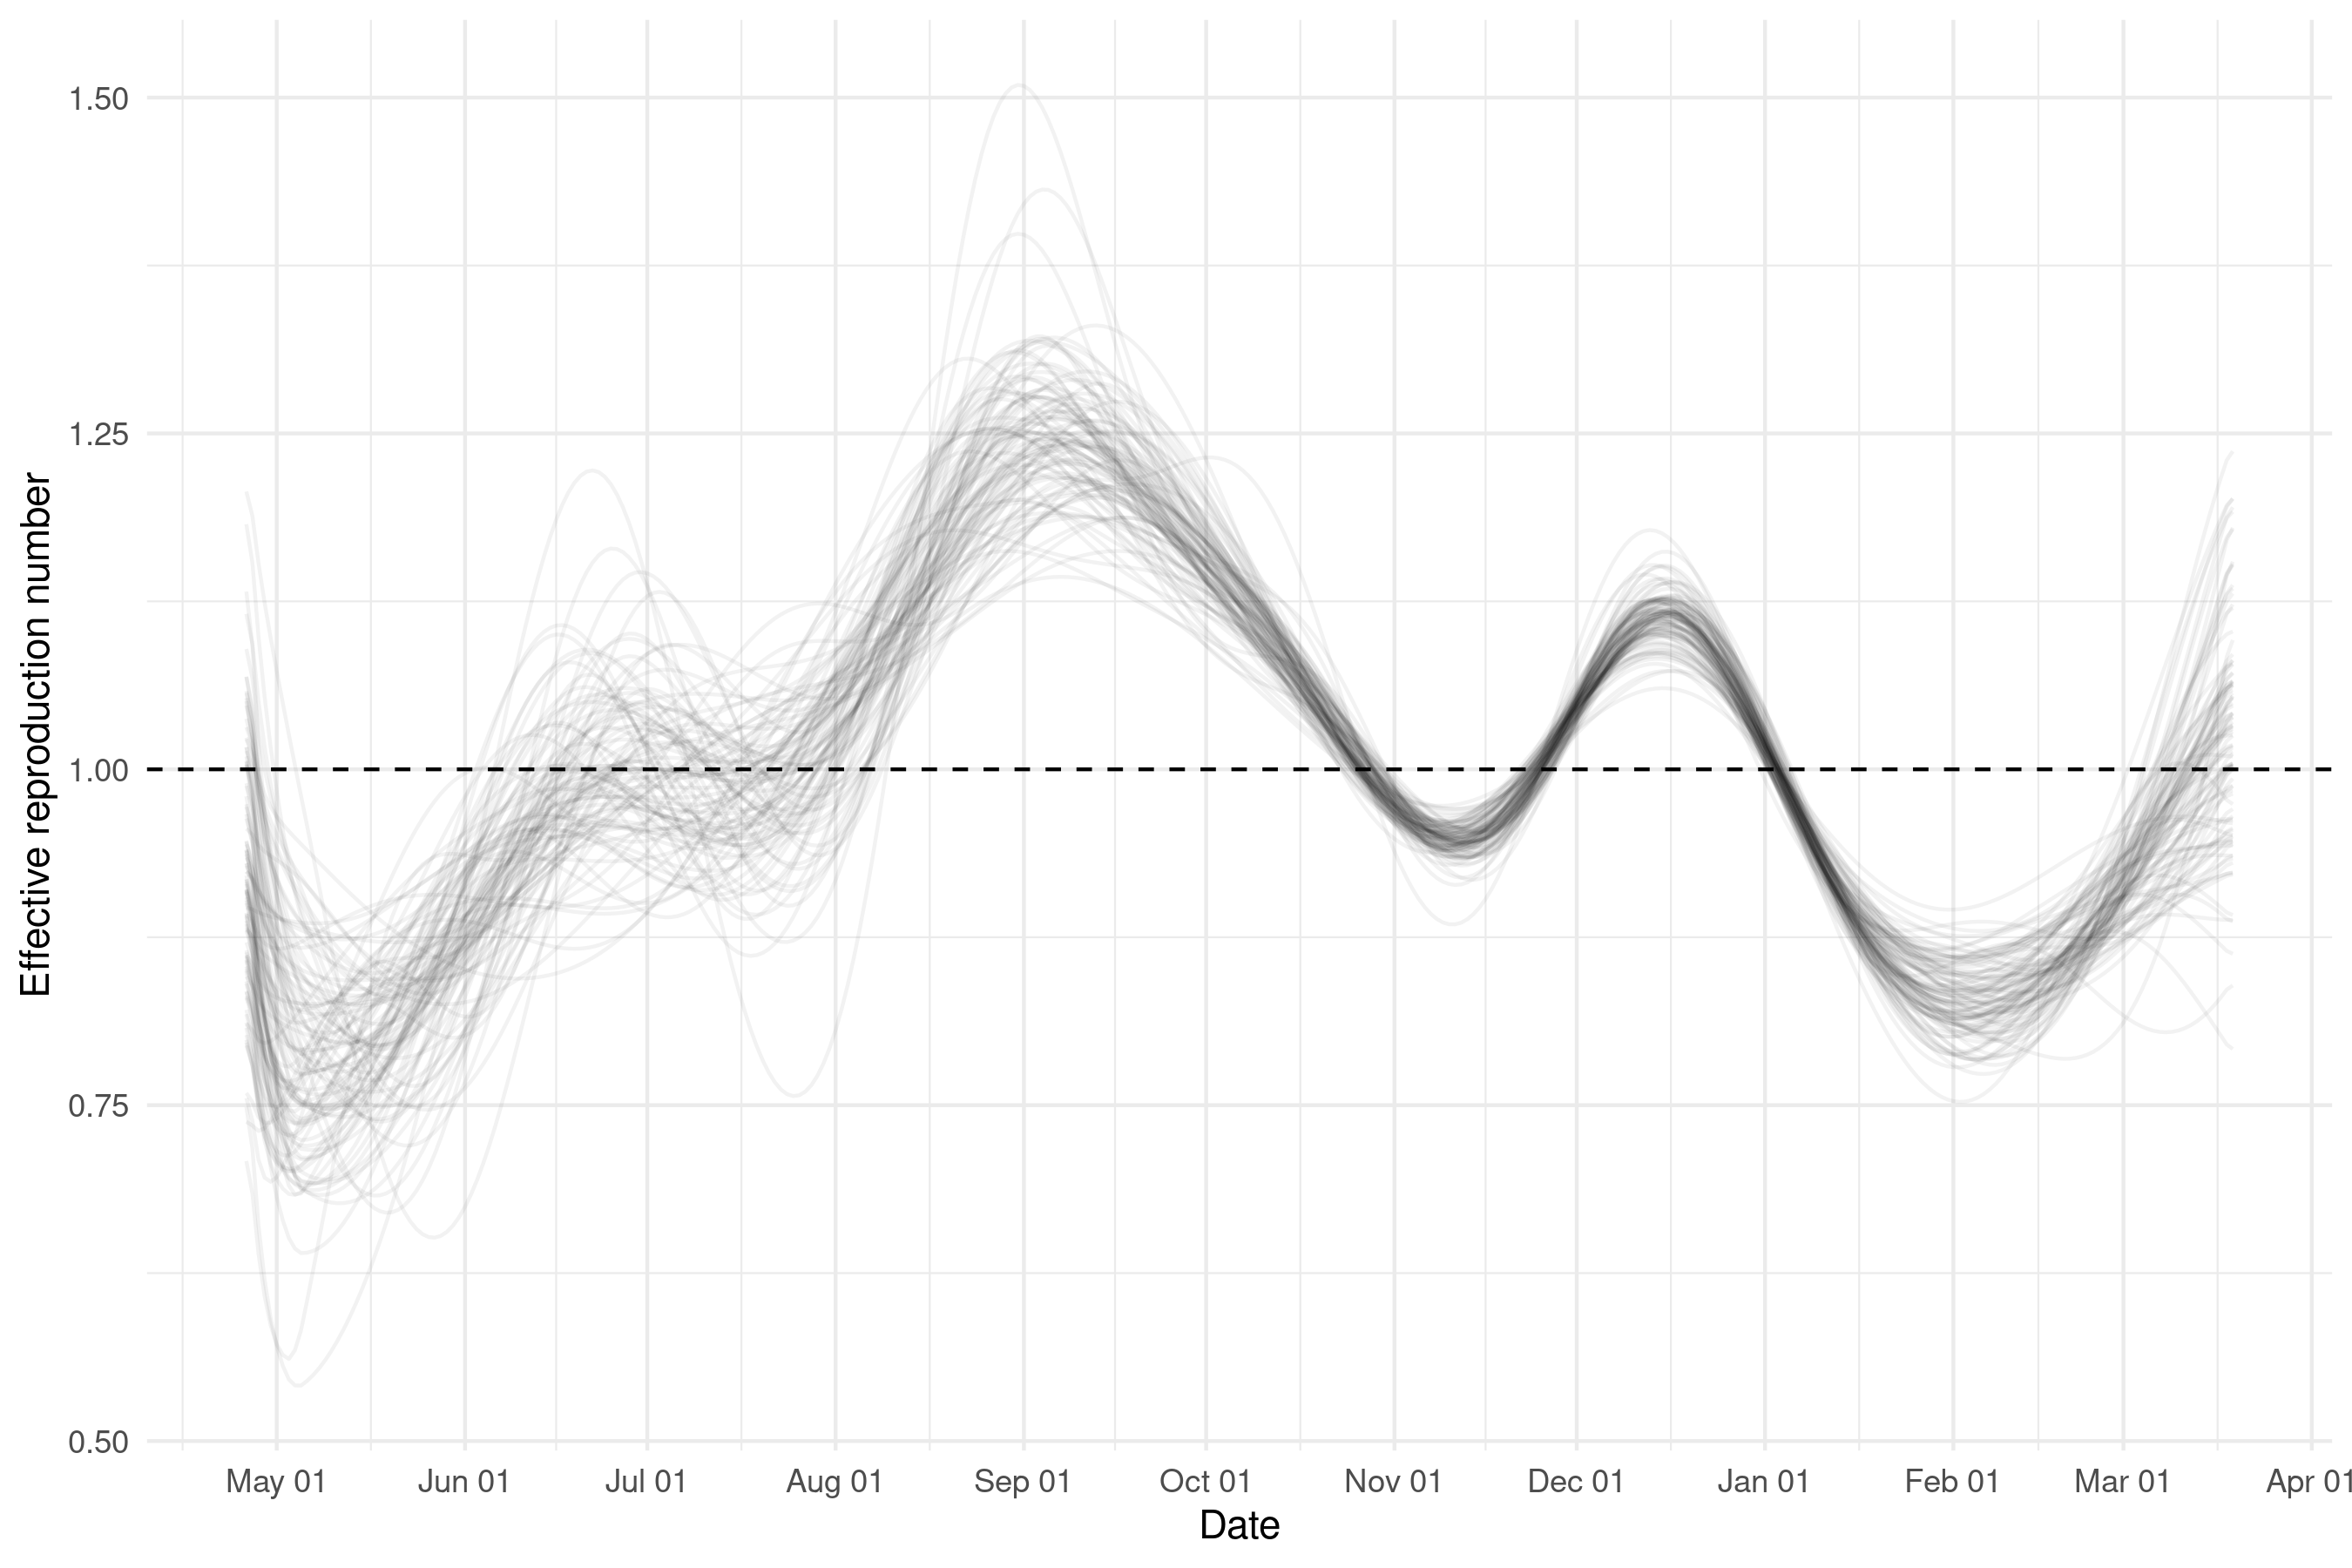 1.50
1.25
1.00
0.75
0.50
Effective reproduction number
May 01
Jun 01
Jul 01
Aug 01
Sep 01
Oct 01
Nov 01
Dec 01
Jan 01
Feb 01
Mar 01
Apr 01
Date